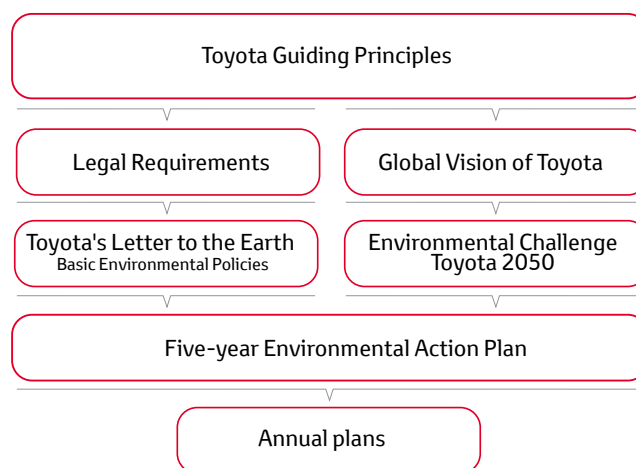 Toyota Guiding Principles
Legal Requirements
Global Vision of Toyota
Toyota's Letter to the Earth
Basic Environmental Policies
Environmental Challenge
Toyota 2050
Five-year Environmental Action Plan
Annual plans